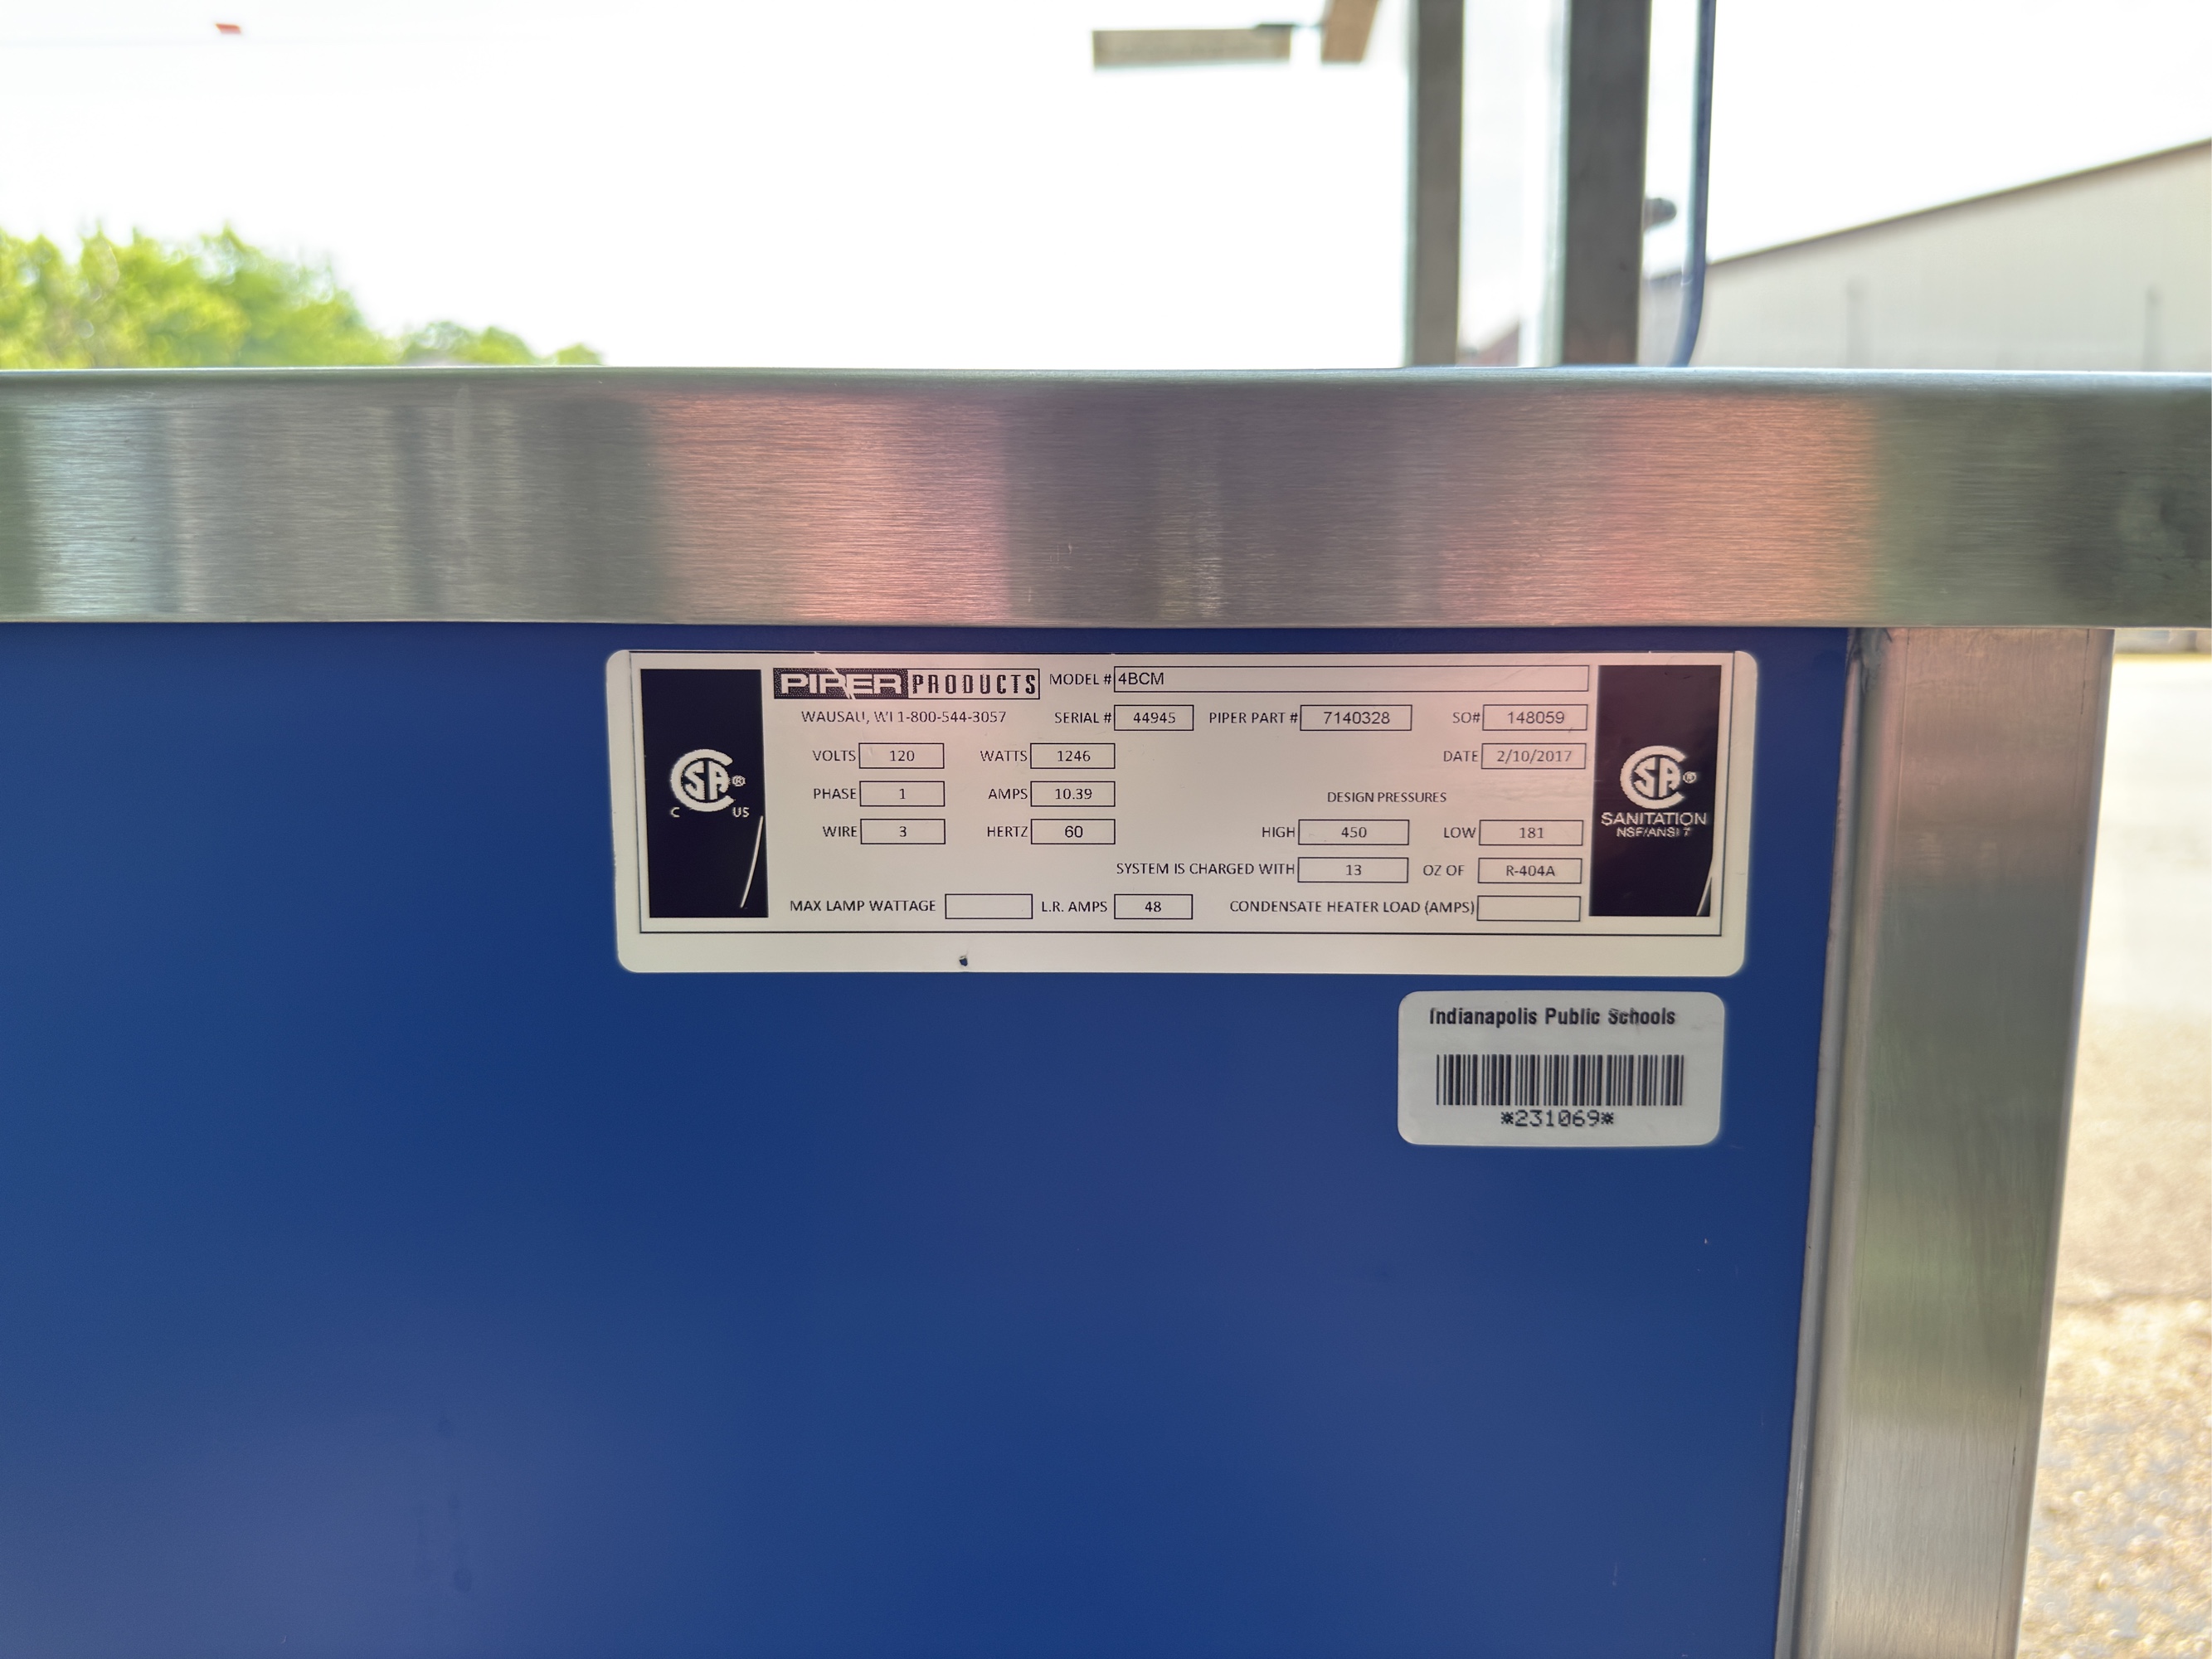 PIPER PRODUCTS MODEL # 4BCM
WAUSAU, WI 1-800-544-3057 SERIAL # 44945 PIPER PART # 7140328 SO# 148059
VOLTS 120 WATTS 1246 DATE 2/10/2017
PHASE 1 AMPS 10.39 DESIGN PRESSURES
WIRE 3 HERTZ 60 HIGH 450 LOW 181
SYSTEM IS CHARGED WITH 13 OZ OF R-404A
MAX LAMP WATTAGE L.R. AMPS 48 CONDENSATE HEATER LOAD (AMPS)
SA®
C US
SA®
SANITATION
NSF/ANSI 7
Indianapolis Public Schools
*231069*